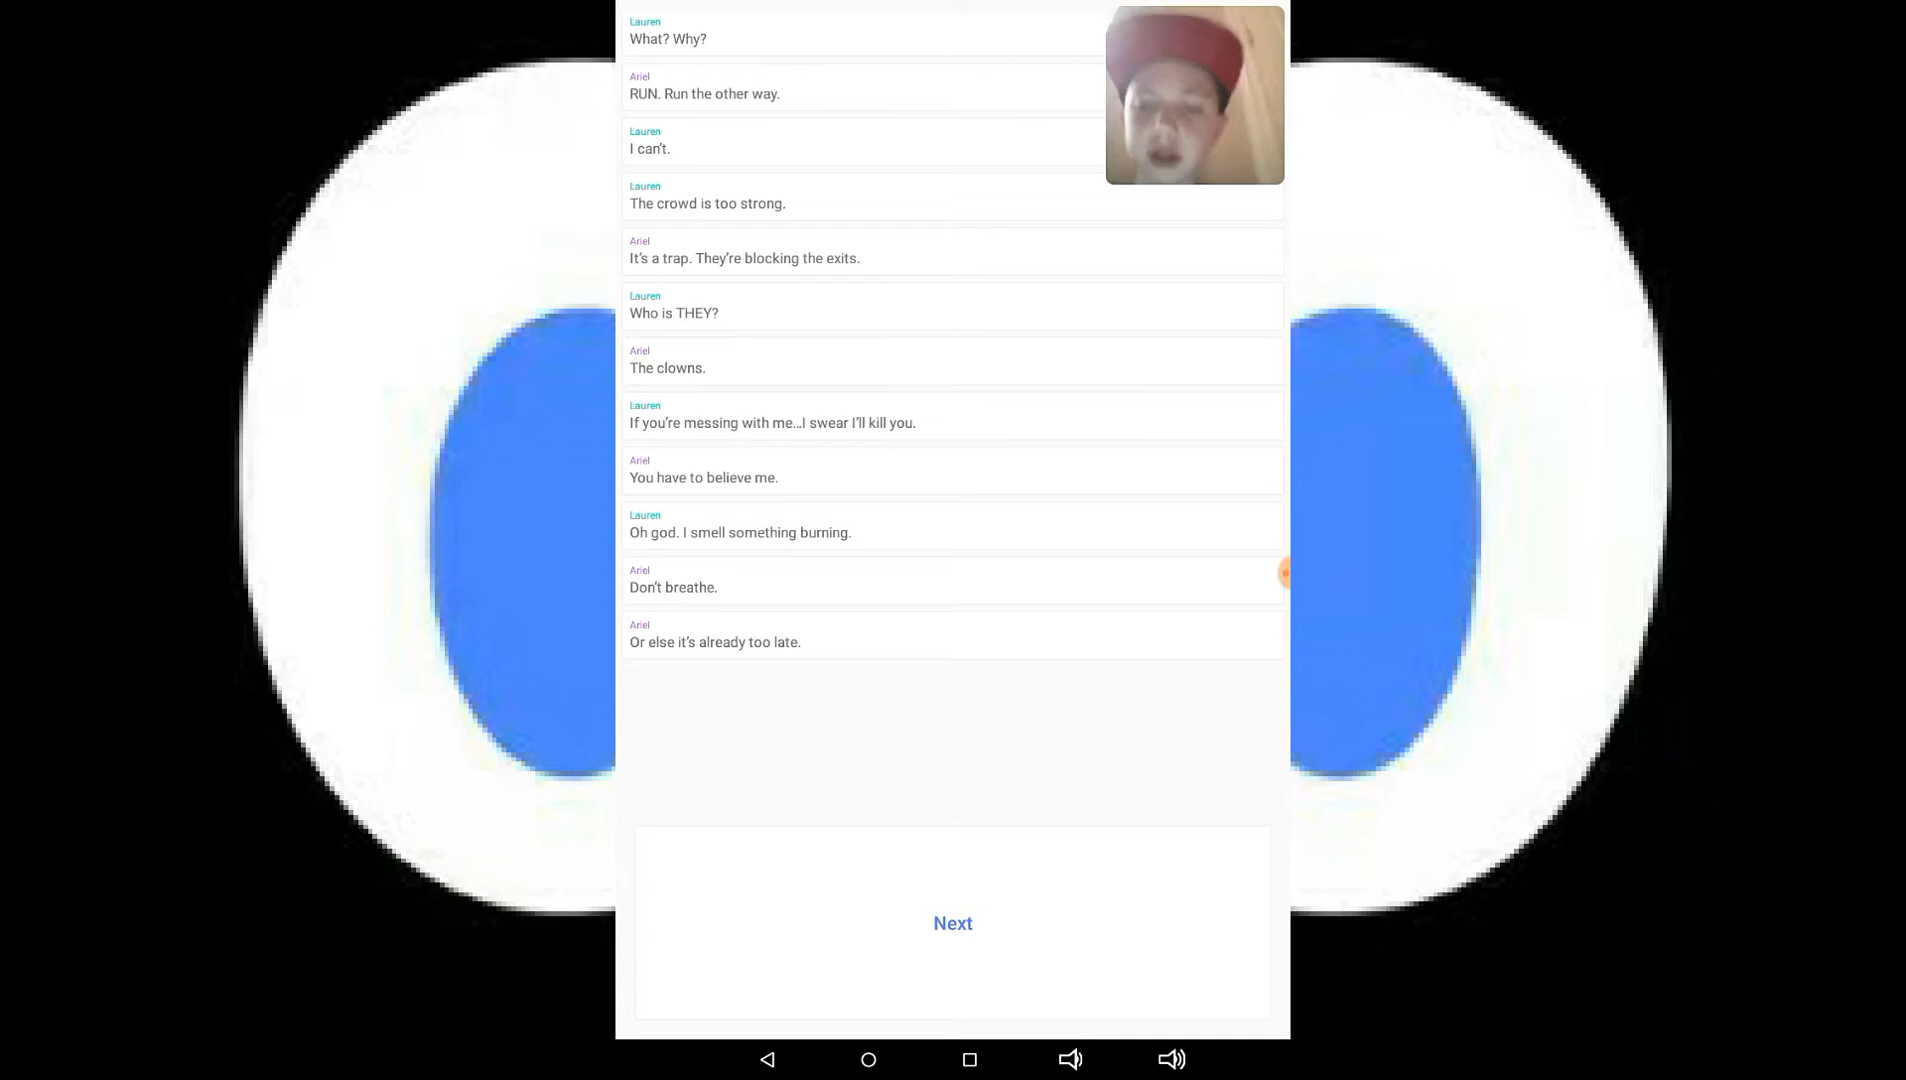 Lauren
What? Why?
Ariel
RUN. Run the other way.
Lauren
I can't.
Lauren
The crowd is too strong.
Ariel
It's a trap. They're blocking the exits.
Lauren
Who is THEY?
Ariel
The clowns.
Lauren
If you're messing with me...I swear I'll kill you.
Ariel
You have to believe me.
Lauren
Oh god. I smell something burning.
Ariel
Don't breathe.
Ariel
Or else it's already too late.
Next